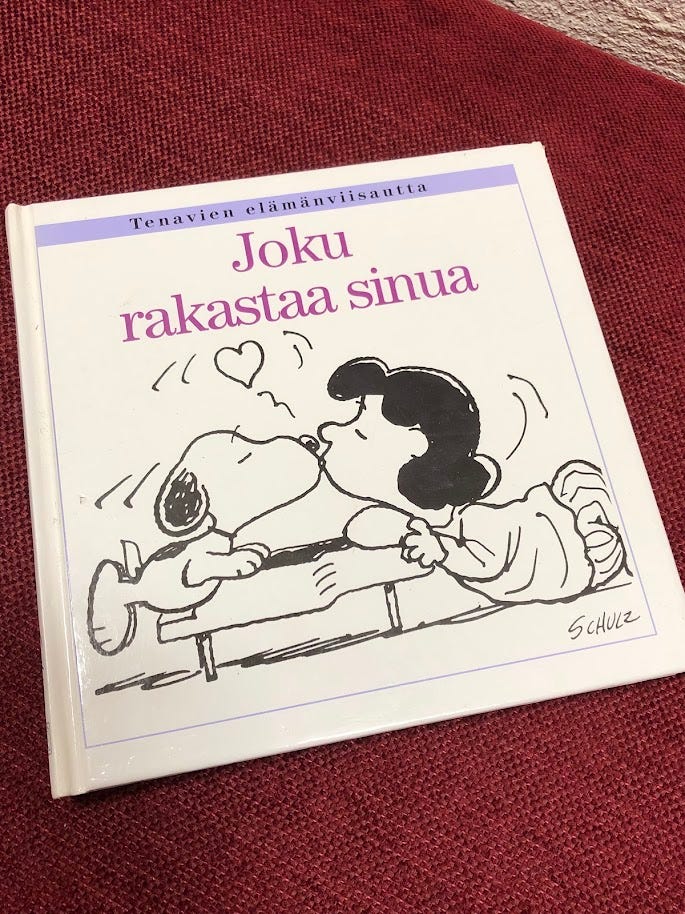 Tenavien elämänviisautta
Joku
rakastaa sinua
SCHULZ